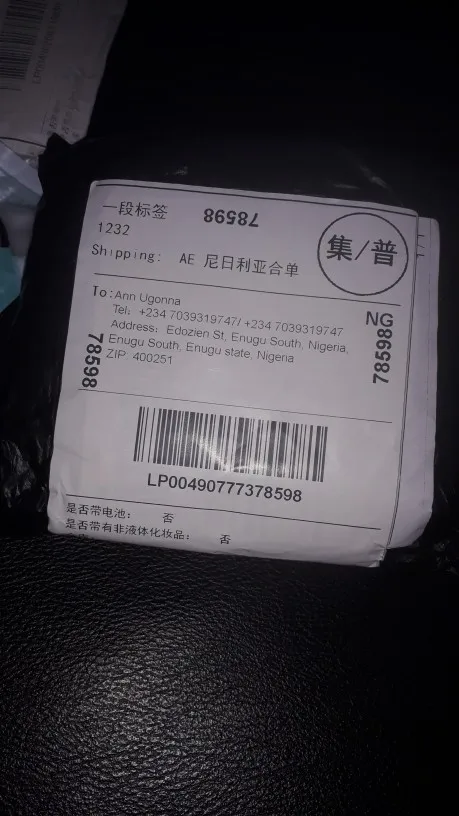 一段标签
78598
1232
集/普
Shipping: AE 尼日利亚合单
To: Ann Ugonna
Tel: +234 7039319747/ +234 7039319747
Address: Edozien St, Enugu South, Nigeria,
Enugu South, Enugu state, Nigeria
ZIP: 400251
NG
78598
78598
LP00490777378598
是否带电池: 否
是否带有非液体化妆品: 否